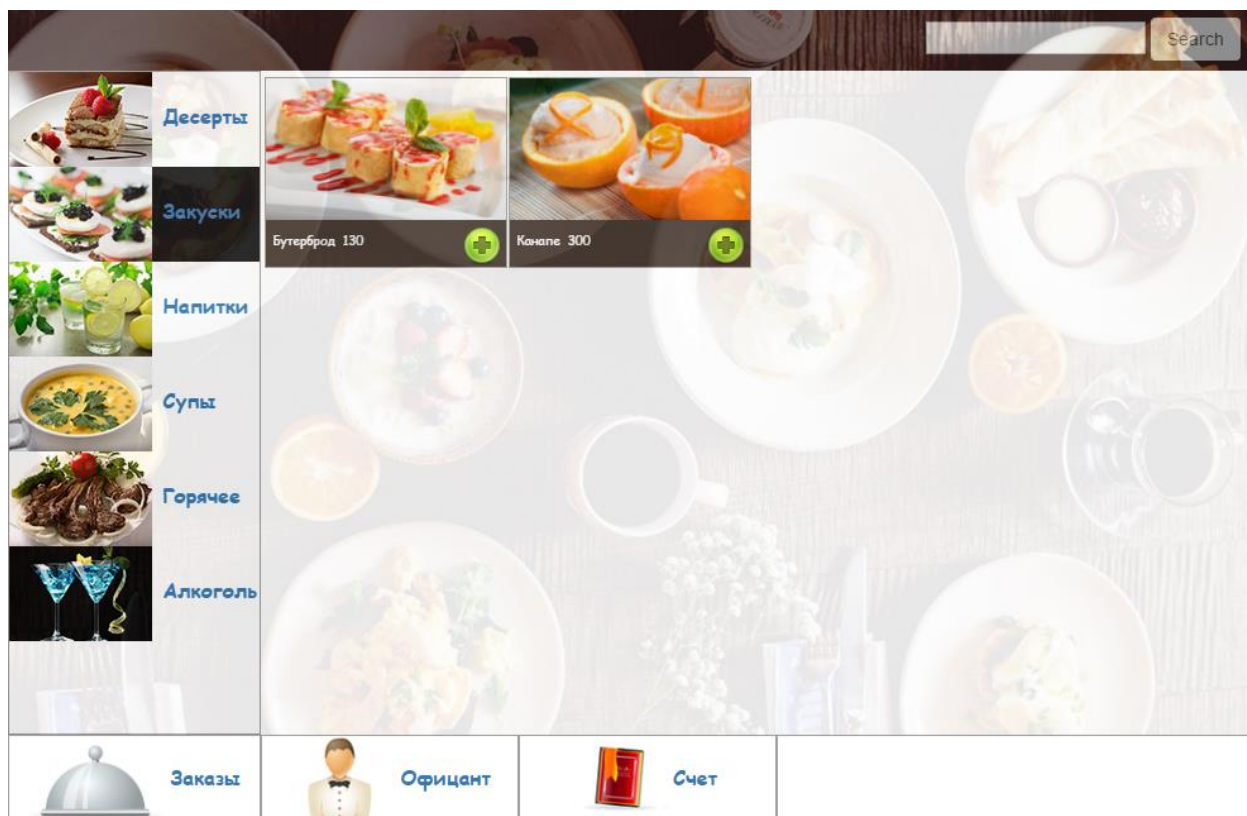 Search
Десерты
Закуски
Напитки
Супы
Горячее
Алкоголь
Бутерброд 130
Канапе 300
Заказы
Официант
Счет